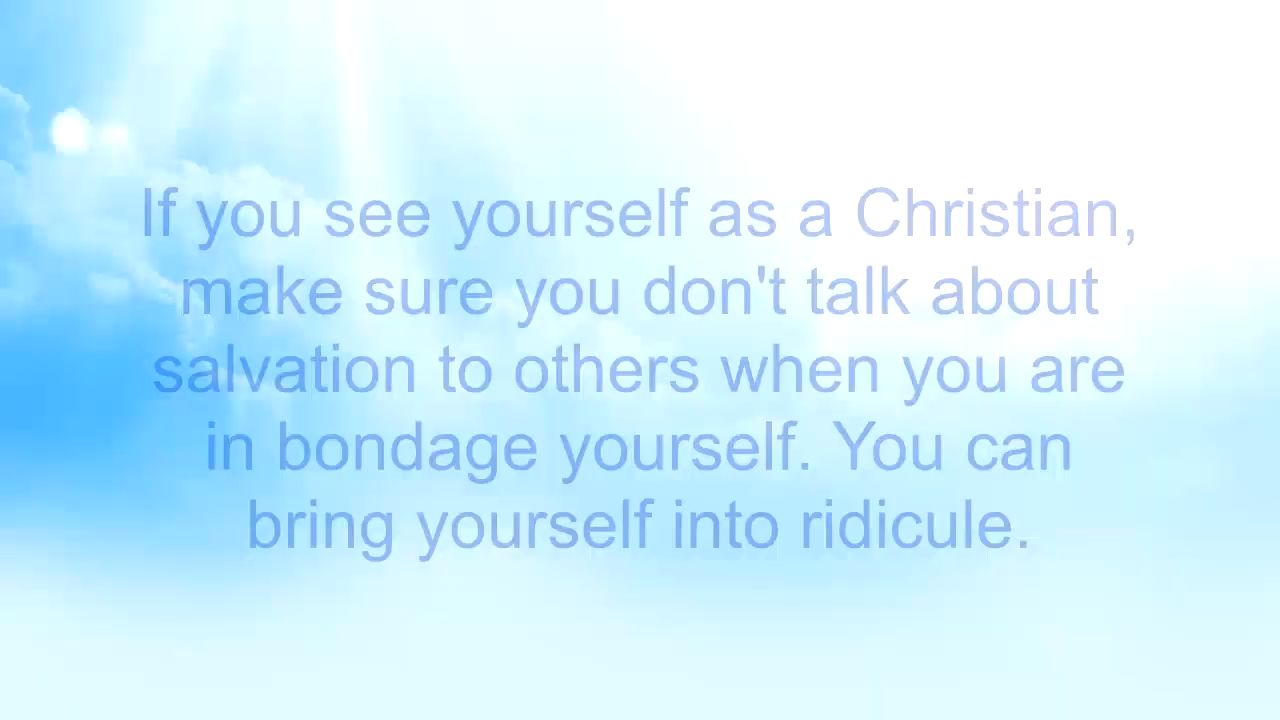 If you see yourself as a Christian,
make sure you don't talk about
salvation to others when you are
in bondage yourself. You can
bring yourself into ridicule.